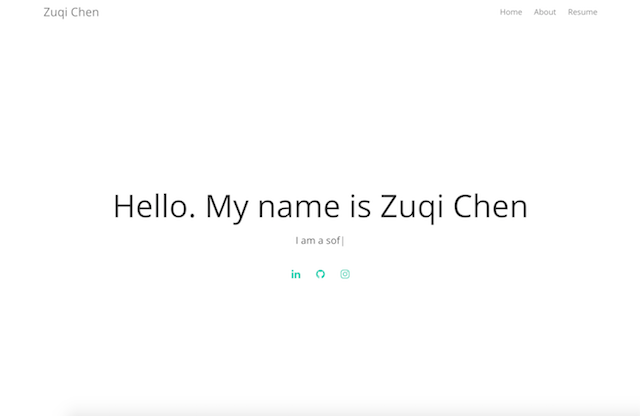 Zuqi Chen
Home About Resume
Hello. My name is Zuqi Chen
I am a sof|
in